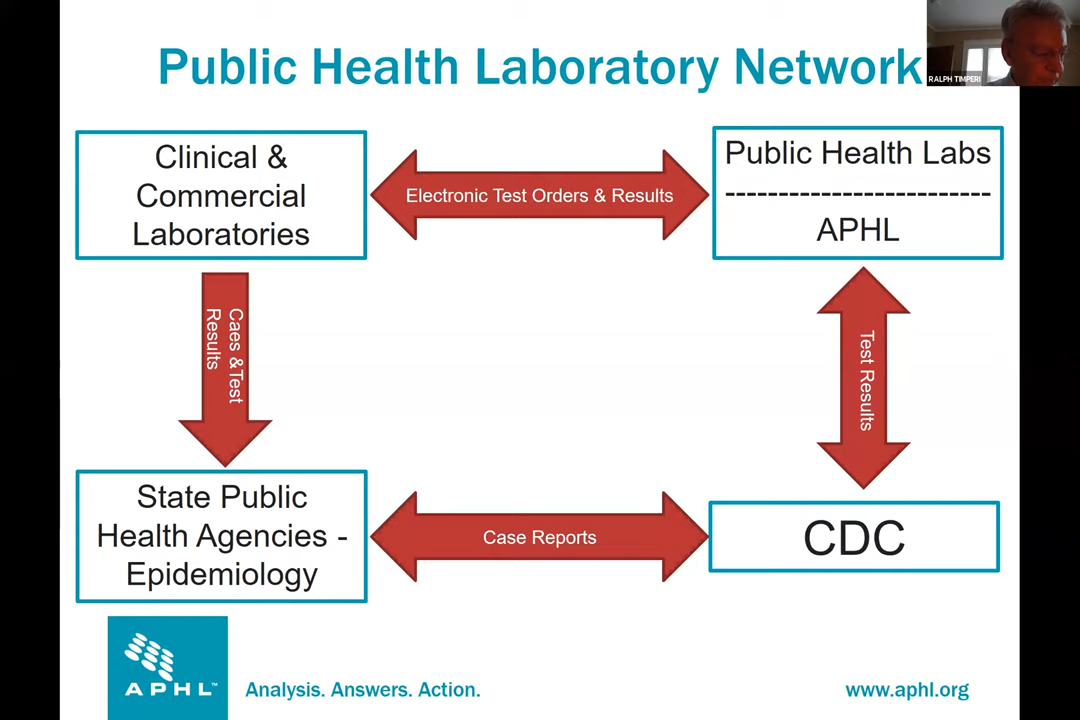 Public Health Laboratory Network
RALPH TIMPERI
Clinical &
Commercial
Laboratories
Electronic Test Orders & Results
Public Health Labs
-------------------------
APHL
Caes &Test
Results
Test Results
State Public
Health Agencies -
Epidemiology
Case Reports
CDC
APHL™
Analysis. Answers. Action.
www.aphl.org